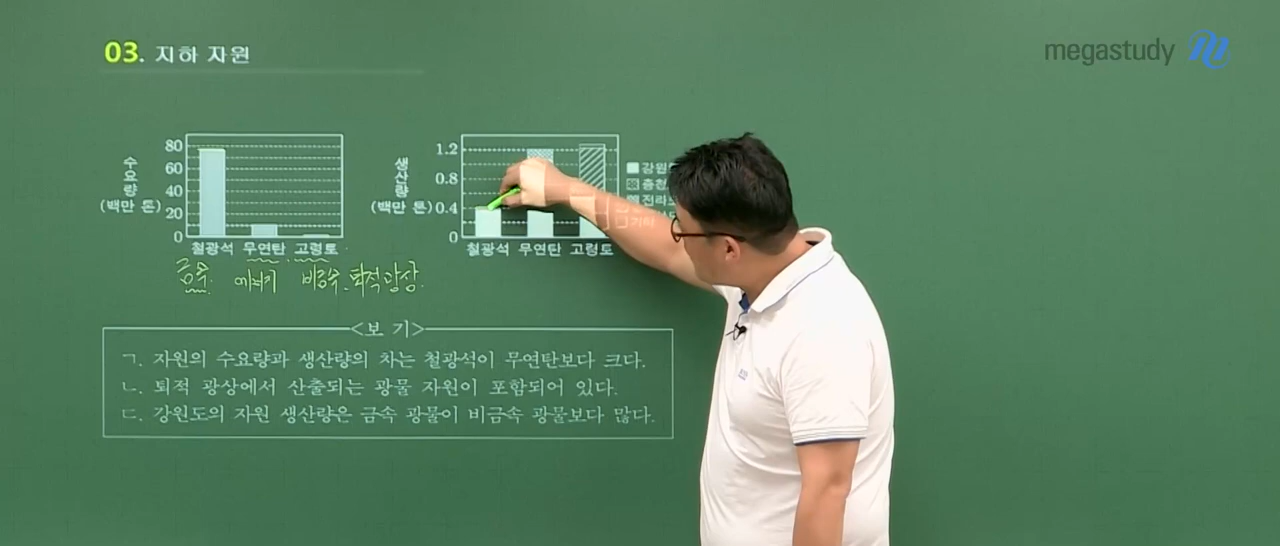 03. 지하 자원
megastudy
수요량
(백만 톤)
80
60
40
20
0
철광석 무연탄 고령토
생산량
(백만 톤)
1.2
0.8
0.4
0
철광석 무연탄 고령토
강원
충청
전라
기타
금속. 에너지 비금속. 퇴적광상.
<보 기>
ㄱ. 자원의 수요량과 생산량의 차는 철광석이 무연탄보다 크다.
ㄴ. 퇴적 광상에서 산출되는 광물 자원이 포함되어 있다.
ㄷ. 강원도의 자원 생산량은 금속 광물이 비금속 광물보다 많다.